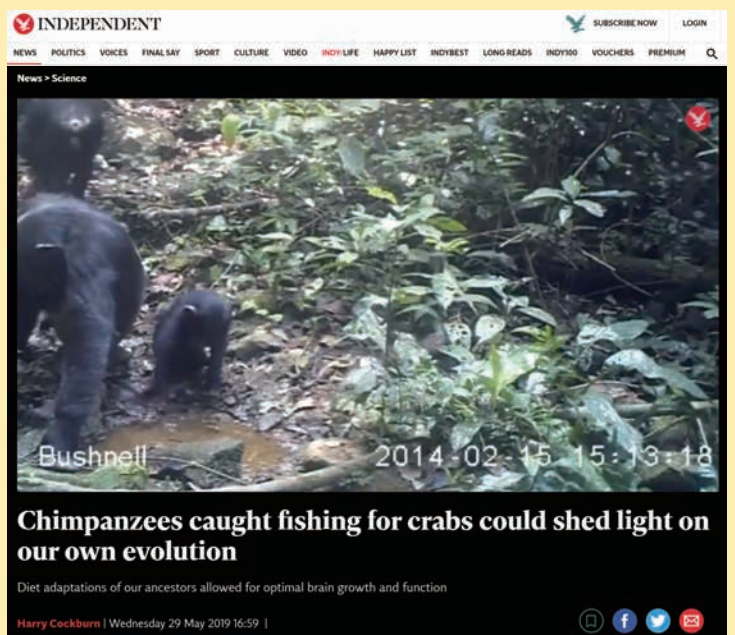 INDEPENDENT
SUBSCRIBE NOW LOGIN
NEWS POLITICS VOICES FINAL SAY SPORT CULTURE VIDEO INDY/LIFE HAPPY LIST INDYBEST LONG READS INDY100 VOUCHERS PREMIUM
News > Science
Bushnell 2014-02-15 15:13:18
Chimpanzees caught fishing for crabs could shed light on
our own evolution
Diet adaptations of our ancestors allowed for optimal brain growth and function
Harry Cockburn | Wednesday 29 May 2019 16:59 |